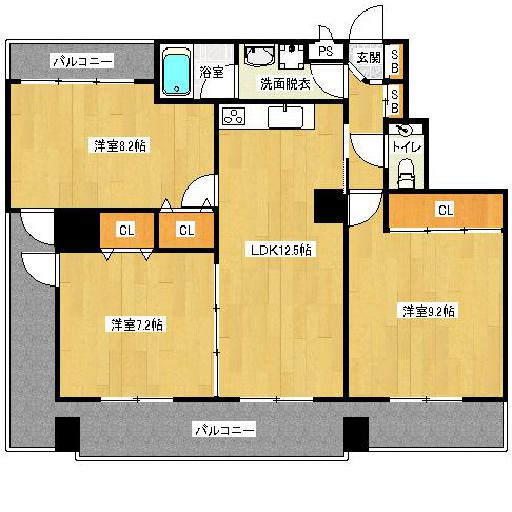 PS
玄関
SB
バルコニー
浴室
洗面脱衣
SB
洋室8.2帖
トイレ
CL
CL
CL
LDK12.5帖
洋室9.2帖
洋室7.2帖
バルコニー